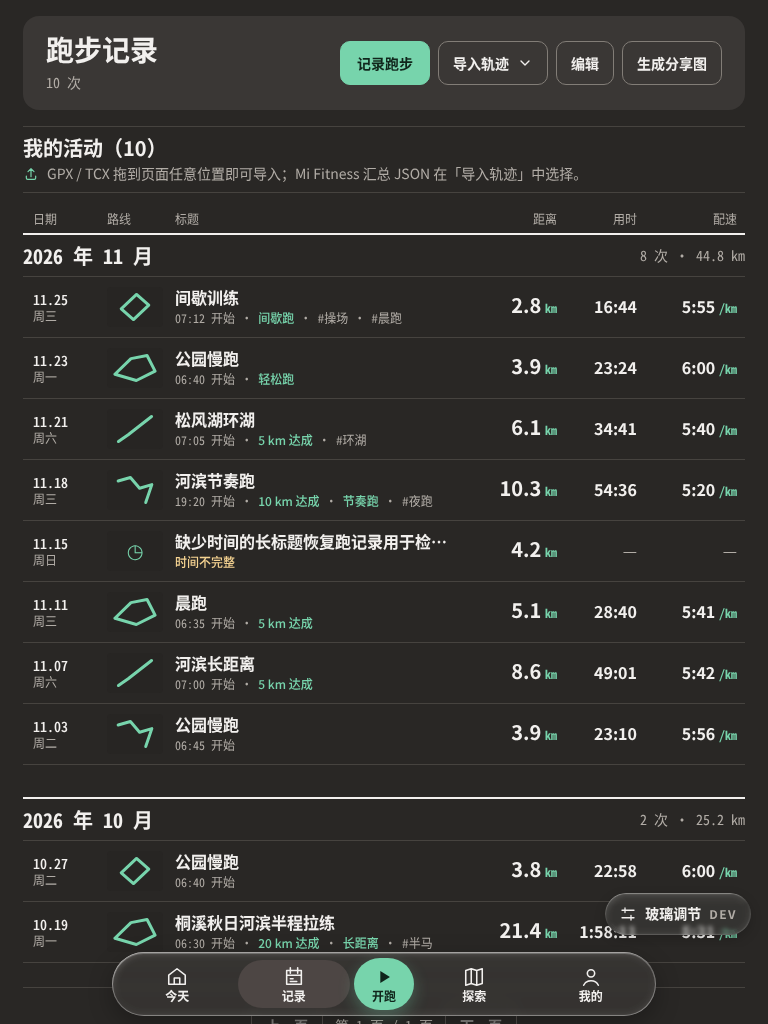 跑步记录
10 次
记录跑步
导入轨迹
编辑
生成分享图
我的活动（10）
GPX / TCX 拖到页面任意位置即可导入；Mi Fitness 汇总 JSON 在「导入轨迹」中选择。
日期 路线 标题 距离 用时 配速
2026 年 11 月 8 次 · 44.8 km
11.25 间歇训练 2.8 km 16:44 5:55 /km
周三 07:12 开始 · 间歇跑 · #操场 · #晨跑
11.23 公园慢跑 3.9 km 23:24 6:00 /km
周一 06:40 开始 · 轻松跑
11.21 松风湖环湖 6.1 km 34:41 5:40 /km
周六 07:05 开始 · 5 km 达成 · #环湖
11.18 河滨节奏跑 10.3 km 54:36 5:20 /km
周三 19:20 开始 · 10 km 达成 · 节奏跑 · #夜跑
11.15 缺少时间的长标题恢复跑记录用于检… 4.2 km — —
周日 时间不完整
11.11 晨跑 5.1 km 28:40 5:41 /km
周三 06:35 开始 · 5 km 达成
11.07 河滨长距离 8.6 km 49:01 5:42 /km
周六 07:00 开始 · 5 km 达成
11.03 公园慢跑 3.9 km 23:10 5:56 /km
周二 06:45 开始
2026 年 10 月 2 次 · 25.2 km
10.27 公园慢跑 3.8 km 22:58 6:00 /km
周二 06:40 开始
10.19 桐溪秋日河滨半程拉练 21.4 km
周一 06:30 开始 · 20 km 达成 · 长距离 · #半马
玻璃调节 DEV
今天
记录
开跑
探索
我的